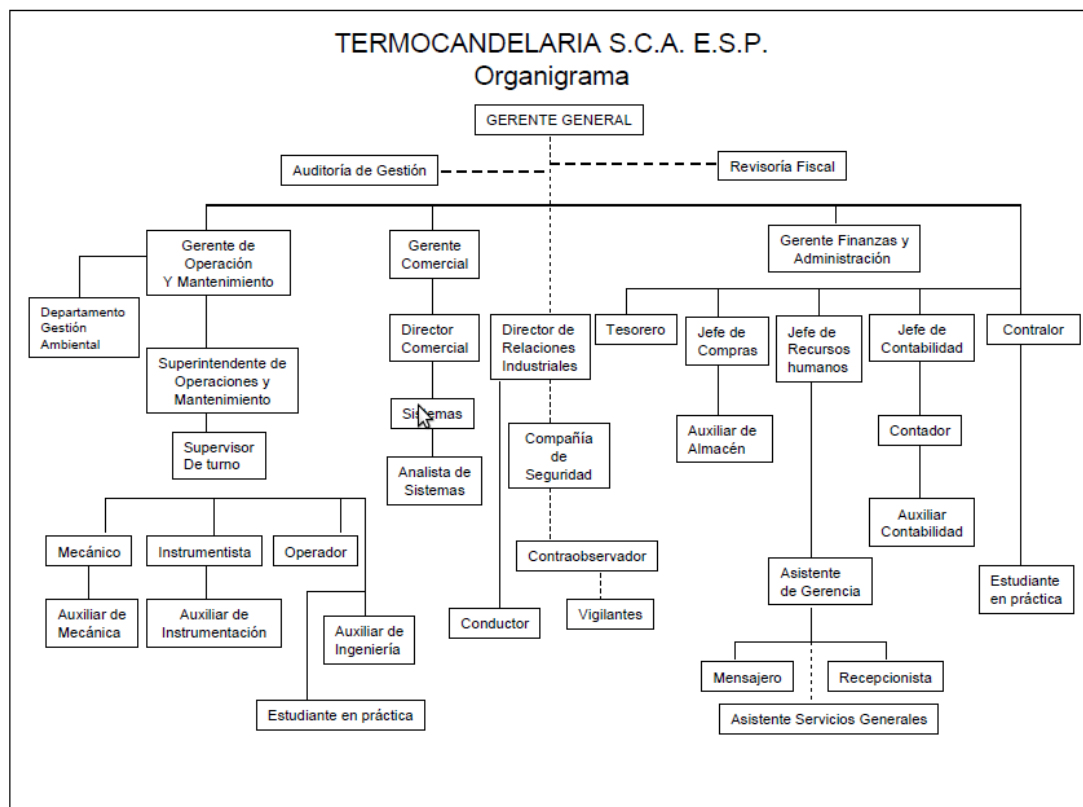 TERMOCANDELARIA S.C.A. E.S.P.
Organigrama
GERENTE GENERAL
Auditoría de Gestión
Revisoría Fiscal
Gerente de
Operación
Y Mantenimiento
Gerente
Comercial
Gerente Finanzas y
Administración
Departamento
Gestión
Ambiental
Director
Comercial
Director de
Relaciones
Industriales
Tesorero
Jefe de
Compras
Jefe de
Recursos
humanos
Jefe de
Contabilidad
Contralor
Superintendente de
Operaciones y
Mantenimiento
Sistemas
Supervisor
De turno
Analista de
Sistemas
Compañía
de
Seguridad
Auxiliar de
Almacén
Contador
Auxiliar
Contabilidad
Mecánico
Instrumentista
Operador
Contraobservador
Asistente
de Gerencia
Estudiante
en práctica
Auxiliar de
Mecánica
Auxiliar de
Instrumentación
Auxiliar de
Ingeniería
Conductor
Vigilantes
Mensajero
Recepcionista
Estudiante en práctica
Asistente Servicios Generales